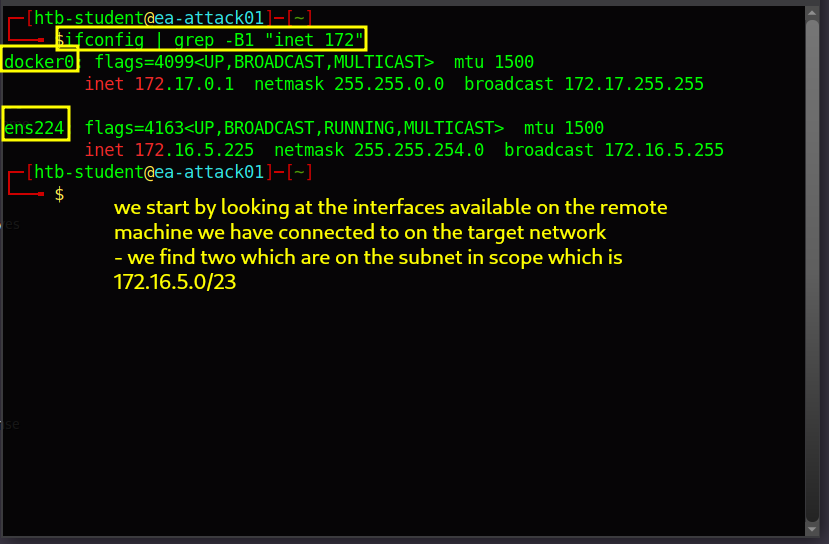 [htb-student@ea-attack01]─[~]
$ifconfig | grep -B1 "inet 172"
docker0: flags=4099<UP,BROADCAST,MULTICAST>  mtu 1500
inet 172.17.0.1  netmask 255.255.0.0  broadcast 172.17.255.255
ens224  flags=4163<UP,BROADCAST,RUNNING,MULTICAST>  mtu 1500
inet 172.16.5.225  netmask 255.255.254.0  broadcast 172.16.5.255
[htb-student@ea-attack01]─[~]
$
we start by looking at the interfaces available on the remote
machine we have connected to on the target network
- we find two which are on the subnet in scope which is
172.16.5.0/23